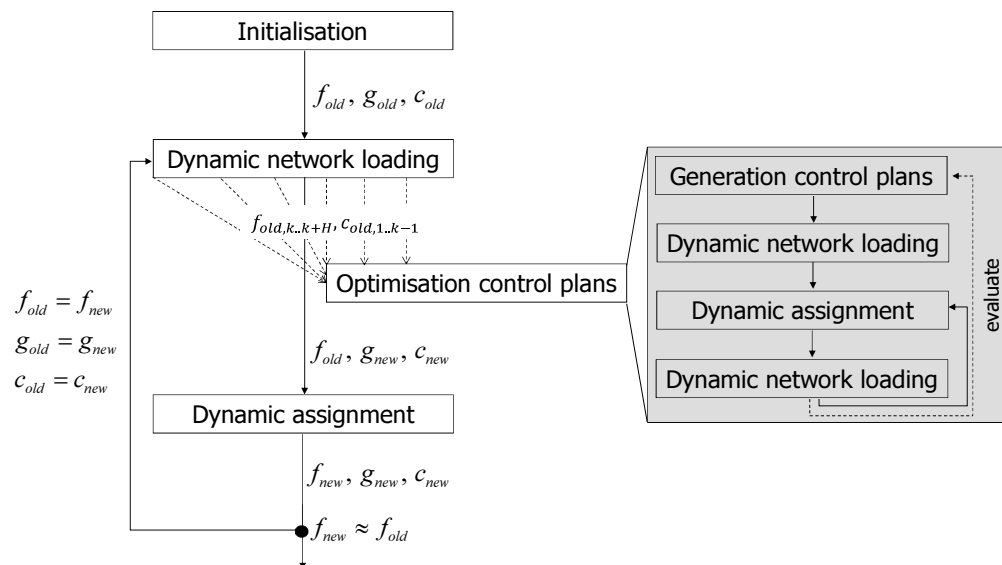 Initialisation
f_old, g_old, c_old
Dynamic network loading
f_old,k..k+H, c_old,1..k−1
Optimisation control plans
f_old = f_new
g_old = g_new
c_old = c_new
f_old, g_new, c_new
Dynamic assignment
f_new, g_new, c_new
f_new ≈ f_old
Generation control plans
Dynamic network loading
Dynamic assignment
Dynamic network loading
evaluate